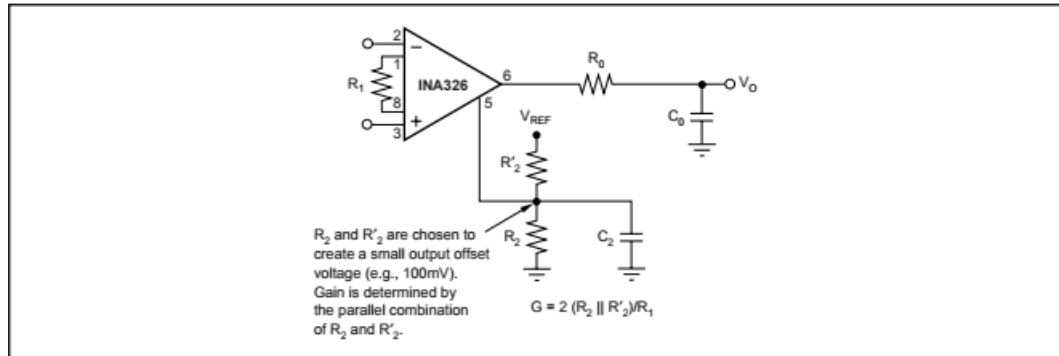 2
−
1
R1
INA326
6
R0
VO
8
5
+
3
C0
VREF
R′2
R2 and R′2 are chosen to
create a small output offset
voltage (e.g., 100mV).
Gain is determined by
the parallel combination
of R2 and R′2.
R2
C2
G = 2 (R2 || R′2)/R1